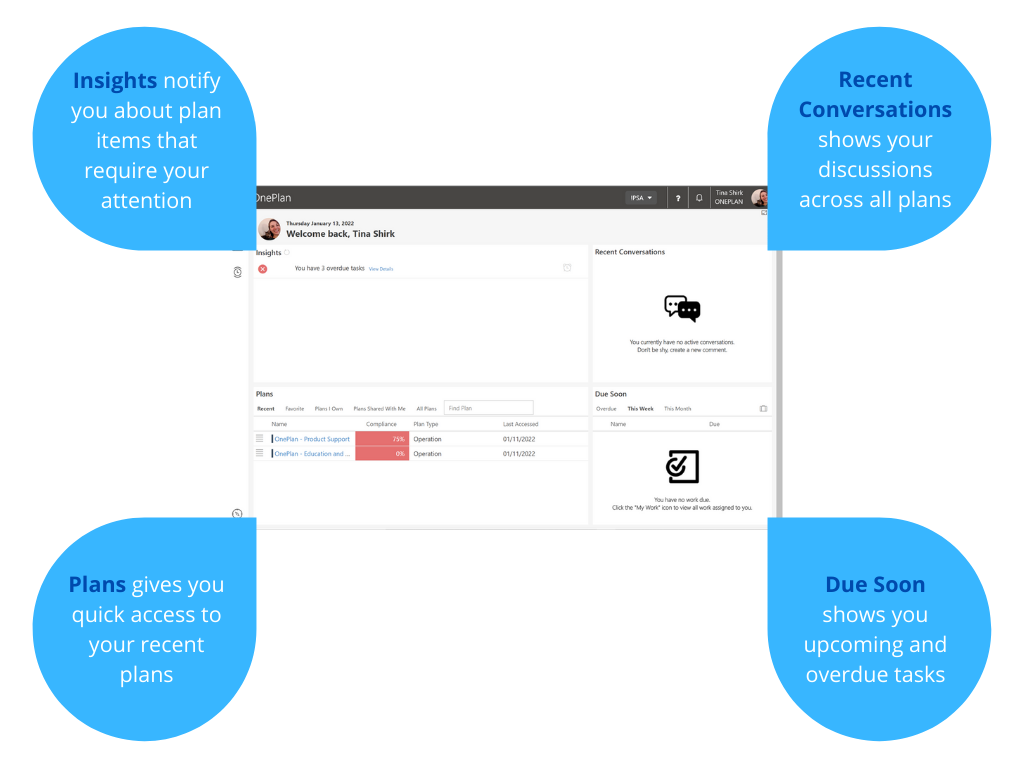 Insights notify
you about plan
items that
require your
attention
Recent
Conversations
shows your
discussions
across all plans
OnePlan
IPSA
?
Tina Shirk
ONEPLAN
Thursday January 13, 2022
Welcome back, Tina Shirk
Insights
You have 3 overdue tasks View Details
Recent Conversations
You currently have no active conversations.
Don't be shy, create a new comment.
Plans
Recent Favorite Plans I Own Plans Shared With Me All Plans Find Plan
Name Compliance Plan Type Last Accessed
OnePlan - Product Support 75% Operation 01/11/2022
OnePlan - Education and ... 0% Operation 01/11/2022
Due Soon
Overdue This Week This Month
Name Due
You have no work due.
Click the "My Work" icon to view all work assigned to you.
Plans gives you
quick access to
your recent
plans
Due Soon
shows you
upcoming and
overdue tasks